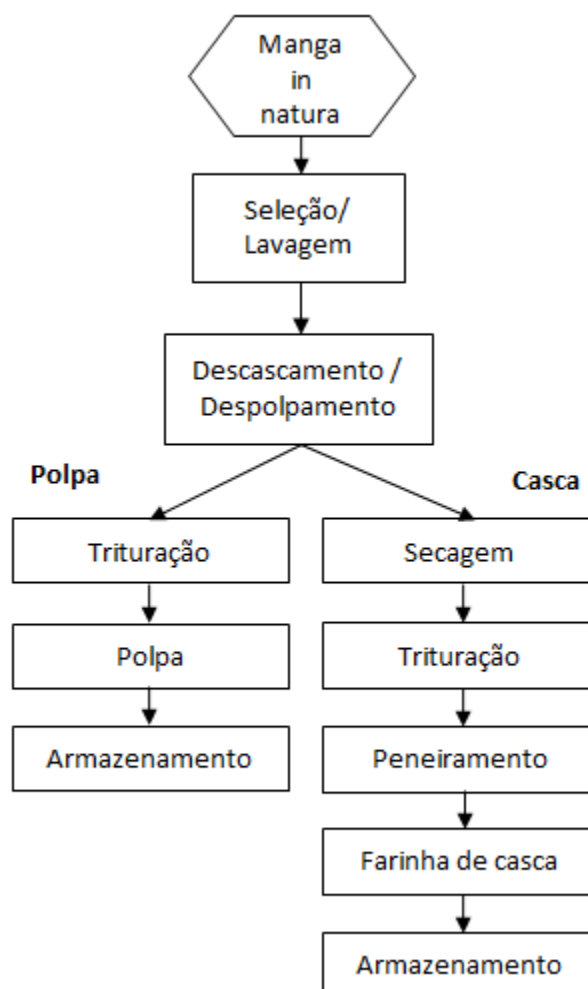 Manga
in
natura
Seleção/
Lavagem
Descascamento /
Despolpamento
Polpa
Casca
Trituração
Polpa
Armazenamento
Secagem
Trituração
Peneiramento
Farinha de casca
Armazenamento